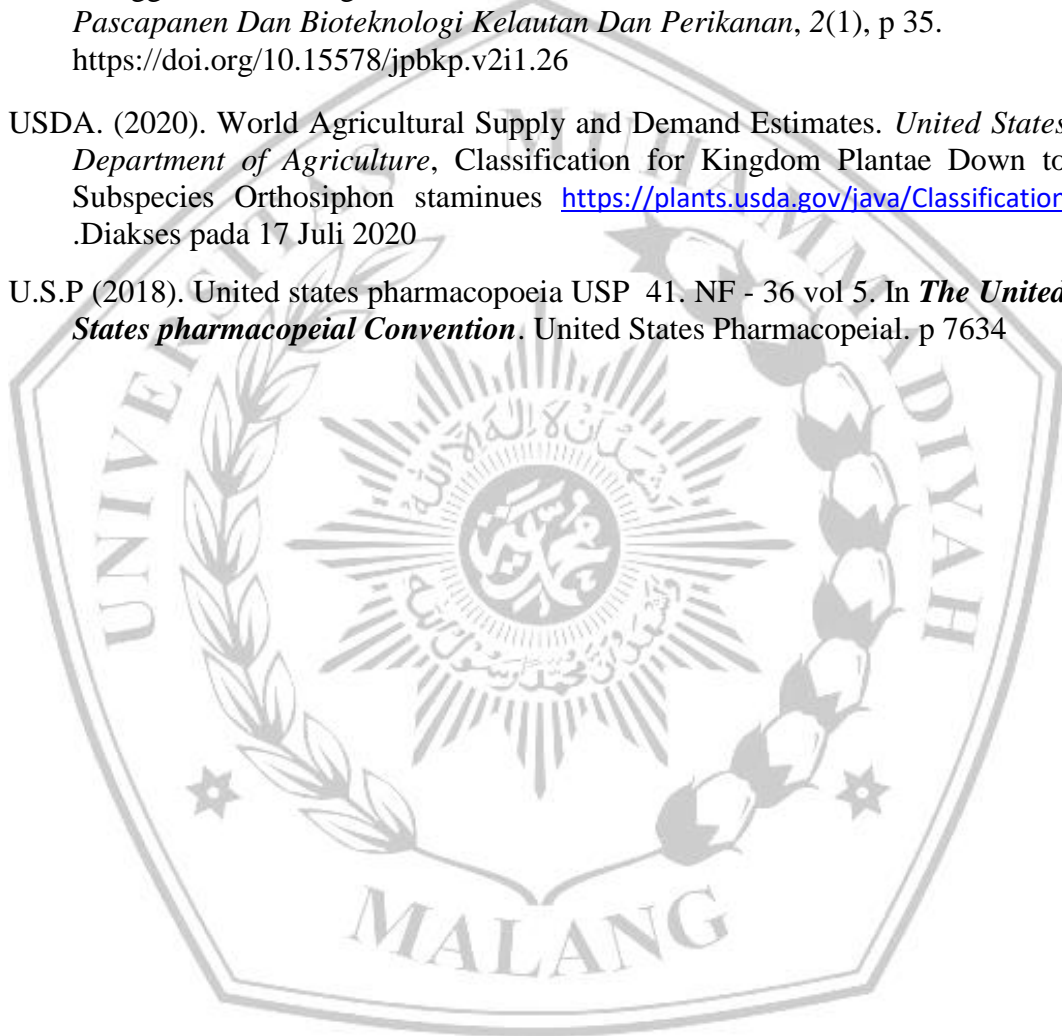 Pascapanen Dan Bioteknologi Kelautan Dan Perikanan, 2(1), p 35.
https://doi.org/10.15578/jpbkp.v2i1.26
USDA. (2020). World Agricultural Supply and Demand Estimates. United States
Department of Agriculture, Classification for Kingdom Plantae Down to
Subspecies Orthosiphon staminues https://plants.usda.gov/java/Classification
.Diakses pada 17 Juli 2020
U.S.P (2018). United states pharmacopoeia USP 41. NF - 36 vol 5. In The United
States pharmacopeial Convention. United States Pharmacopeial. p 7634
UNIVERSITAS MUHAMMADIYAH
MALANG